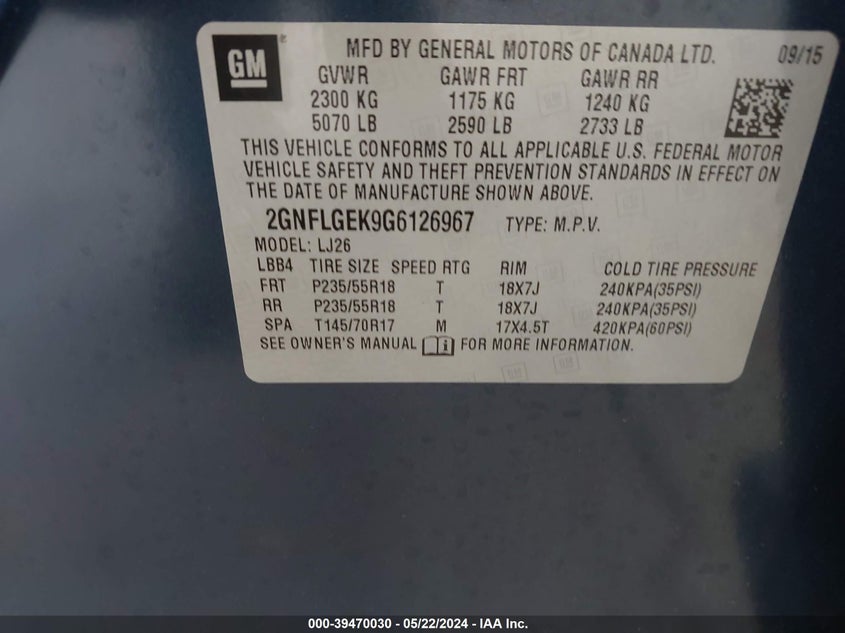 GM
MFD BY GENERAL MOTORS OF CANADA LTD. 09/15
GVWR GAWR FRT GAWR RR
2300 KG 1175 KG 1240 KG
5070 LB 2590 LB 2733 LB
THIS VEHICLE CONFORMS TO ALL APPLICABLE U.S. FEDERAL MOTOR
VEHICLE SAFETY AND THEFT PREVENTION STANDARDS IN EFFECT ON
THE DATE OF MANUFACTURE SHOWN ABOVE.
2GNFLGEK9G6126967 TYPE: M.P.V.
MODEL: LJ26
LBB4 TIRE SIZE SPEED RTG RIM COLD TIRE PRESSURE
FRT P235/55R18 T 18X7J 240KPA(35PSI)
RR P235/55R18 T 18X7J 240KPA(35PSI)
SPA T145/70R17 M 17X4.5T 420KPA(60PSI)
SEE OWNER'S MANUAL i FOR MORE INFORMATION.
000-39470030 - 05/22/2024 - IAA Inc.